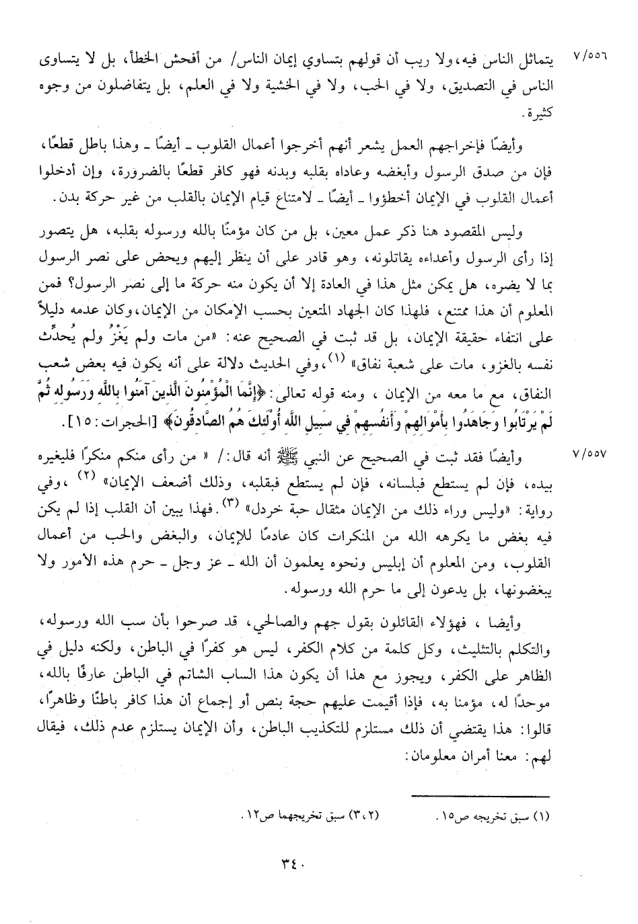 ٧/٥٥٦
يتماثل الناس فيه، ولا ريب أن قولهم بتساوي إيمان الناس/ من أفحش الخطأ، بل لا يتساوى
الناس في التصديق، ولا في الحب، ولا في الخشية ولا في العلم، بل يتفاضلون من وجوه
كثيرة.
وأيضًا فإخراجهم العمل يشعر أنهم أخرجوا أعمال القلوب ـ أيضًا ـ وهذا باطل قطعًا،
فإن من صدق الرسول وأبغضه وعاداه بقلبه وبدنه فهو كافر قطعًا بالضرورة، وإن أدخلوا
أعمال القلوب في الإيمان أخطؤوا ـ أيضًا ـ لامتناع قيام الإيمان بالقلب من غير حركة بدن.
وليس المقصود هنا ذكر عمل معين، بل من كان مؤمنًا بالله ورسوله بقلبه، هل يتصور
إذا رأى الرسول وأعداءه يقاتلونه، وهو قادر على أن ينظر إليهم ويحض على نصر الرسول
بما لا يضره، هل يمكن مثل هذا في العادة إلا أن يكون منه حركة ما إلى نصر الرسول؟ فمن
المعلوم أن هذا ممتنع، فلهذا كان الجهاد المتعين بحسب الإمكان من الإيمان، وكان عدمه دليلاً
على انتفاء حقيقة الإيمان، بل قد ثبت في الصحيح عنه: «من مات ولم يَغْزُ ولم يُحدِّث
نفسه بالغزو، مات على شعبة نفاق» (١)، وفي الحديث دلالة على أنه يكون فيه بعض شعب
النفاق، مع ما معه من الإيمان ، ومنه قوله تعالى: ﴿إِنَّمَا الْمُؤْمِنُونَ الَّذِينَ آمَنُوا بِاللَّهِ وَرَسُولِهِ ثُمَّ
لَمْ يَرْتَابُوا وَجَاهَدُوا بِأَمْوَالِهِمْ وَأَنفُسِهِمْ فِي سَبِيلِ اللَّهِ أُولَئِكَ هُمُ الصَّادِقُونَ﴾ [الحجرات: ١٥].
٧/٥٥٧
وأيضًا فقد ثبت في الصحيح عن النبي ﷺ أنه قال:/ « من رأى منكم منكرًا فليغيره
بيده، فإن لم يستطع فبلسانه، فإن لم يستطع فبقلبه، وذلك أضعف الإيمان» (٢) ،وفي
رواية: «وليس وراء ذلك من الإيمان مثقال حبة خردل» (٣). فهذا يبين أن القلب إذا لم يكن
فيه بغض ما يكرهه الله من المنكرات كان عادمًا للإيمان، والبغض والحب من أعمال
القلوب، ومن المعلوم أن إبليس ونحوه يعلمون أن الله ـ عز وجل ـ حرم هذه الأمور ولا
يبغضونها، بل يدعون إلى ما حرم الله ورسوله.
وأيضا ، فهؤلاء القائلون بقول جهم والصالحي، قد صرحوا بأن سب الله ورسوله،
والتكلم بالتثليث، وكل كلمة من كلام الكفر، ليس هو كفرًا في الباطن، ولكنه دليل في
الظاهر على الكفر، ويجوز مع هذا أن يكون هذا الساب الشاتم في الباطن عارفًا بالله،
موحدًا له، مؤمنا به، فإذا أقيمت عليهم حجة بنص أو إجماع أن هذا كافر باطنًا وظاهرًا،
قالوا: هذا يقتضي أن ذلك مستلزم للتكذيب الباطن، وأن الإيمان يستلزم عدم ذلك، فيقال
لهم: معنا أمران معلومان:
(١) سبق تخريجه ص١٥. (٢،٣) سبق تخريجهما ص١٢.
٣٤٠